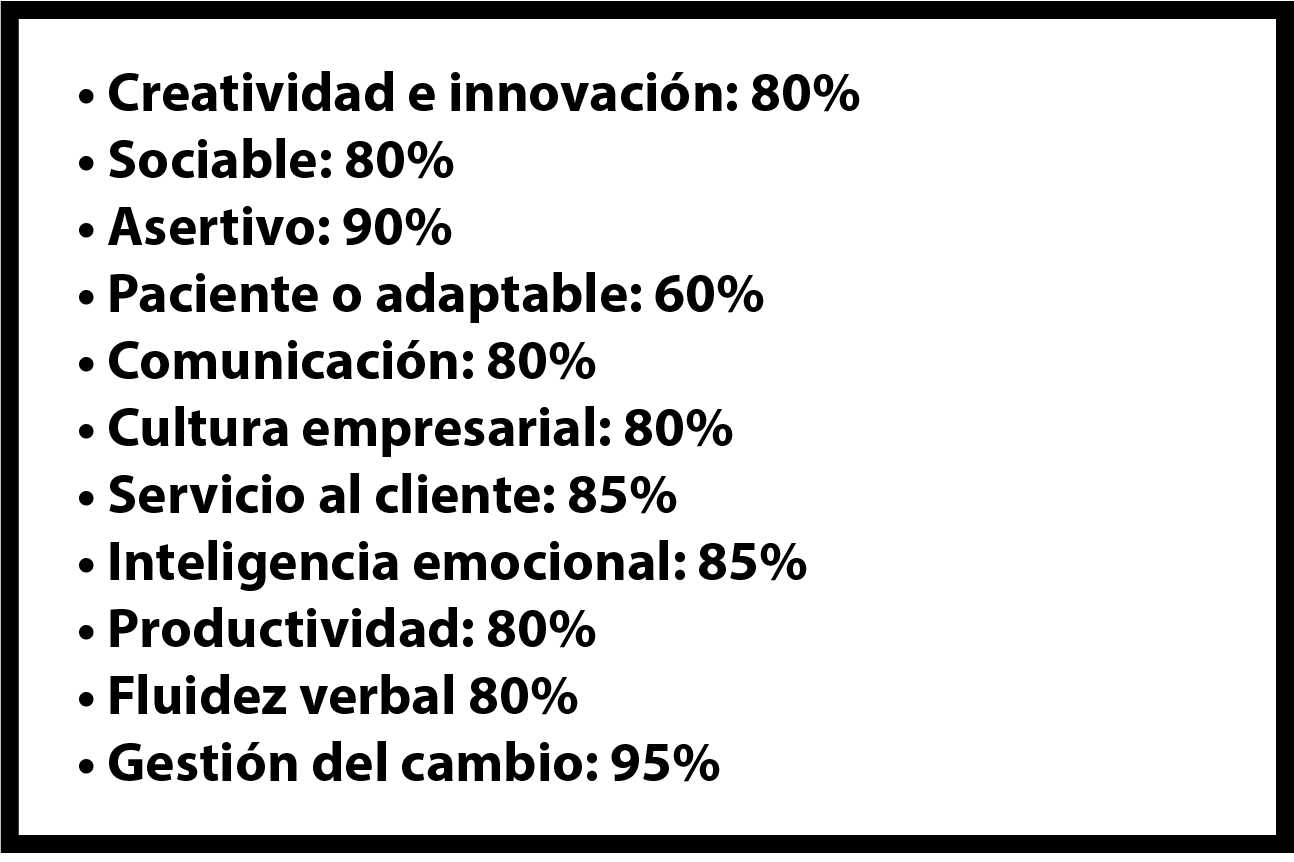 • Creatividad e innovación: 80%
• Sociable: 80%
• Asertivo: 90%
• Paciente o adaptable: 60%
• Comunicación: 80%
• Cultura empresarial: 80%
• Servicio al cliente: 85%
• Inteligencia emocional: 85%
• Productividad: 80%
• Fluidez verbal 80%
• Gestión del cambio: 95%